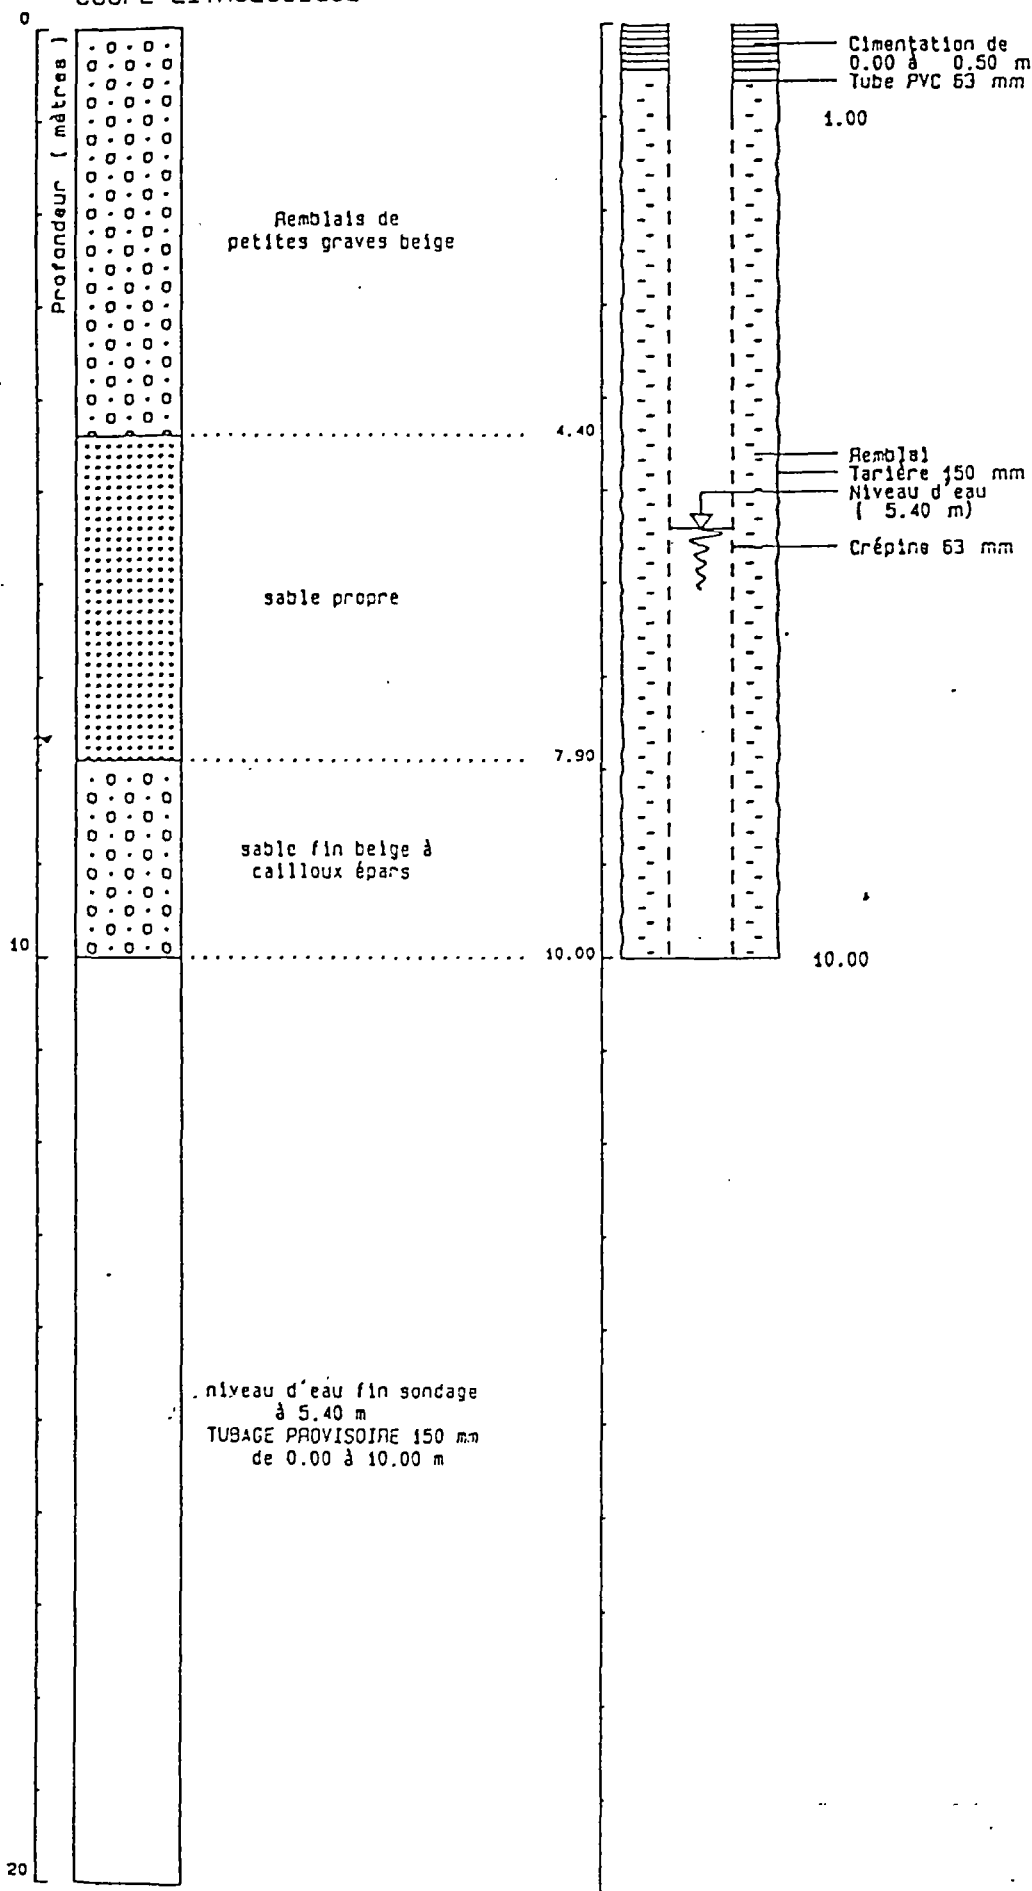 0
Profondeur ( mètres )
Cimentation de
0.00 à 0.50 m
Tube PVC 63 mm
1.00
Remblais de
petites graves beige
4.40
Remblai
Tarière 150 mm
Niveau d'eau
( 5.40 m)
Crépine 63 mm
sable propre
7.90
sable fin beige à
cailloux épars
10
10.00
10.00
niveau d'eau fin sondage
à 5.40 m
TUBAGE PROVISOIRE 150 mm
de 0.00 à 10.00 m
20